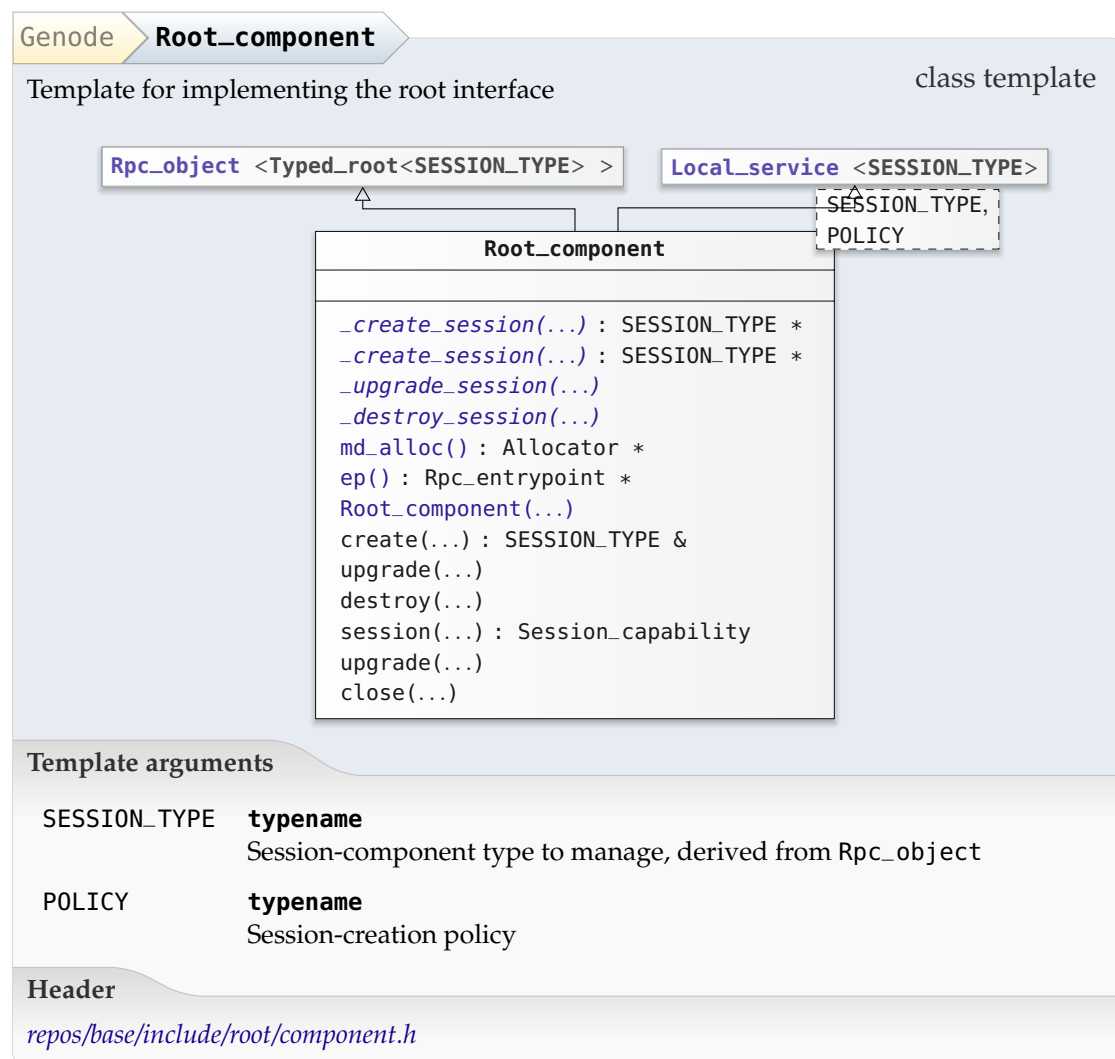 Genode Root_component
Template for implementing the root interface
class template
Rpc_object <Typed_root<SESSION_TYPE> >
Local_service <SESSION_TYPE>
SESSION_TYPE,
POLICY
Root_component
_create_session(...) : SESSION_TYPE *
_create_session(...) : SESSION_TYPE *
_upgrade_session(...)
_destroy_session(...)
md_alloc() : Allocator *
ep() : Rpc_entrypoint *
Root_component(...)
create(...) : SESSION_TYPE &
upgrade(...)
destroy(...)
session(...) : Session_capability
upgrade(...)
close(...)
Template arguments
SESSION_TYPE typename
Session-component type to manage, derived from Rpc_object
POLICY typename
Session-creation policy
Header
repos/base/include/root/component.h